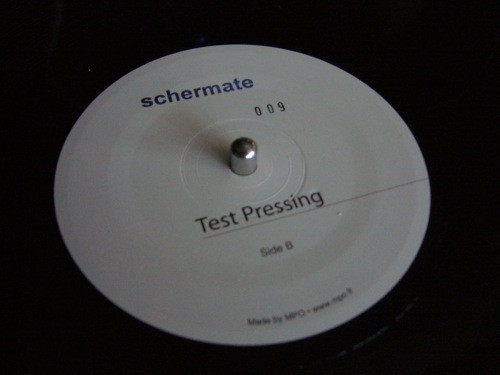 schermate
009
Test Pressing
Side B
Made by MPO • www.mpo.fr